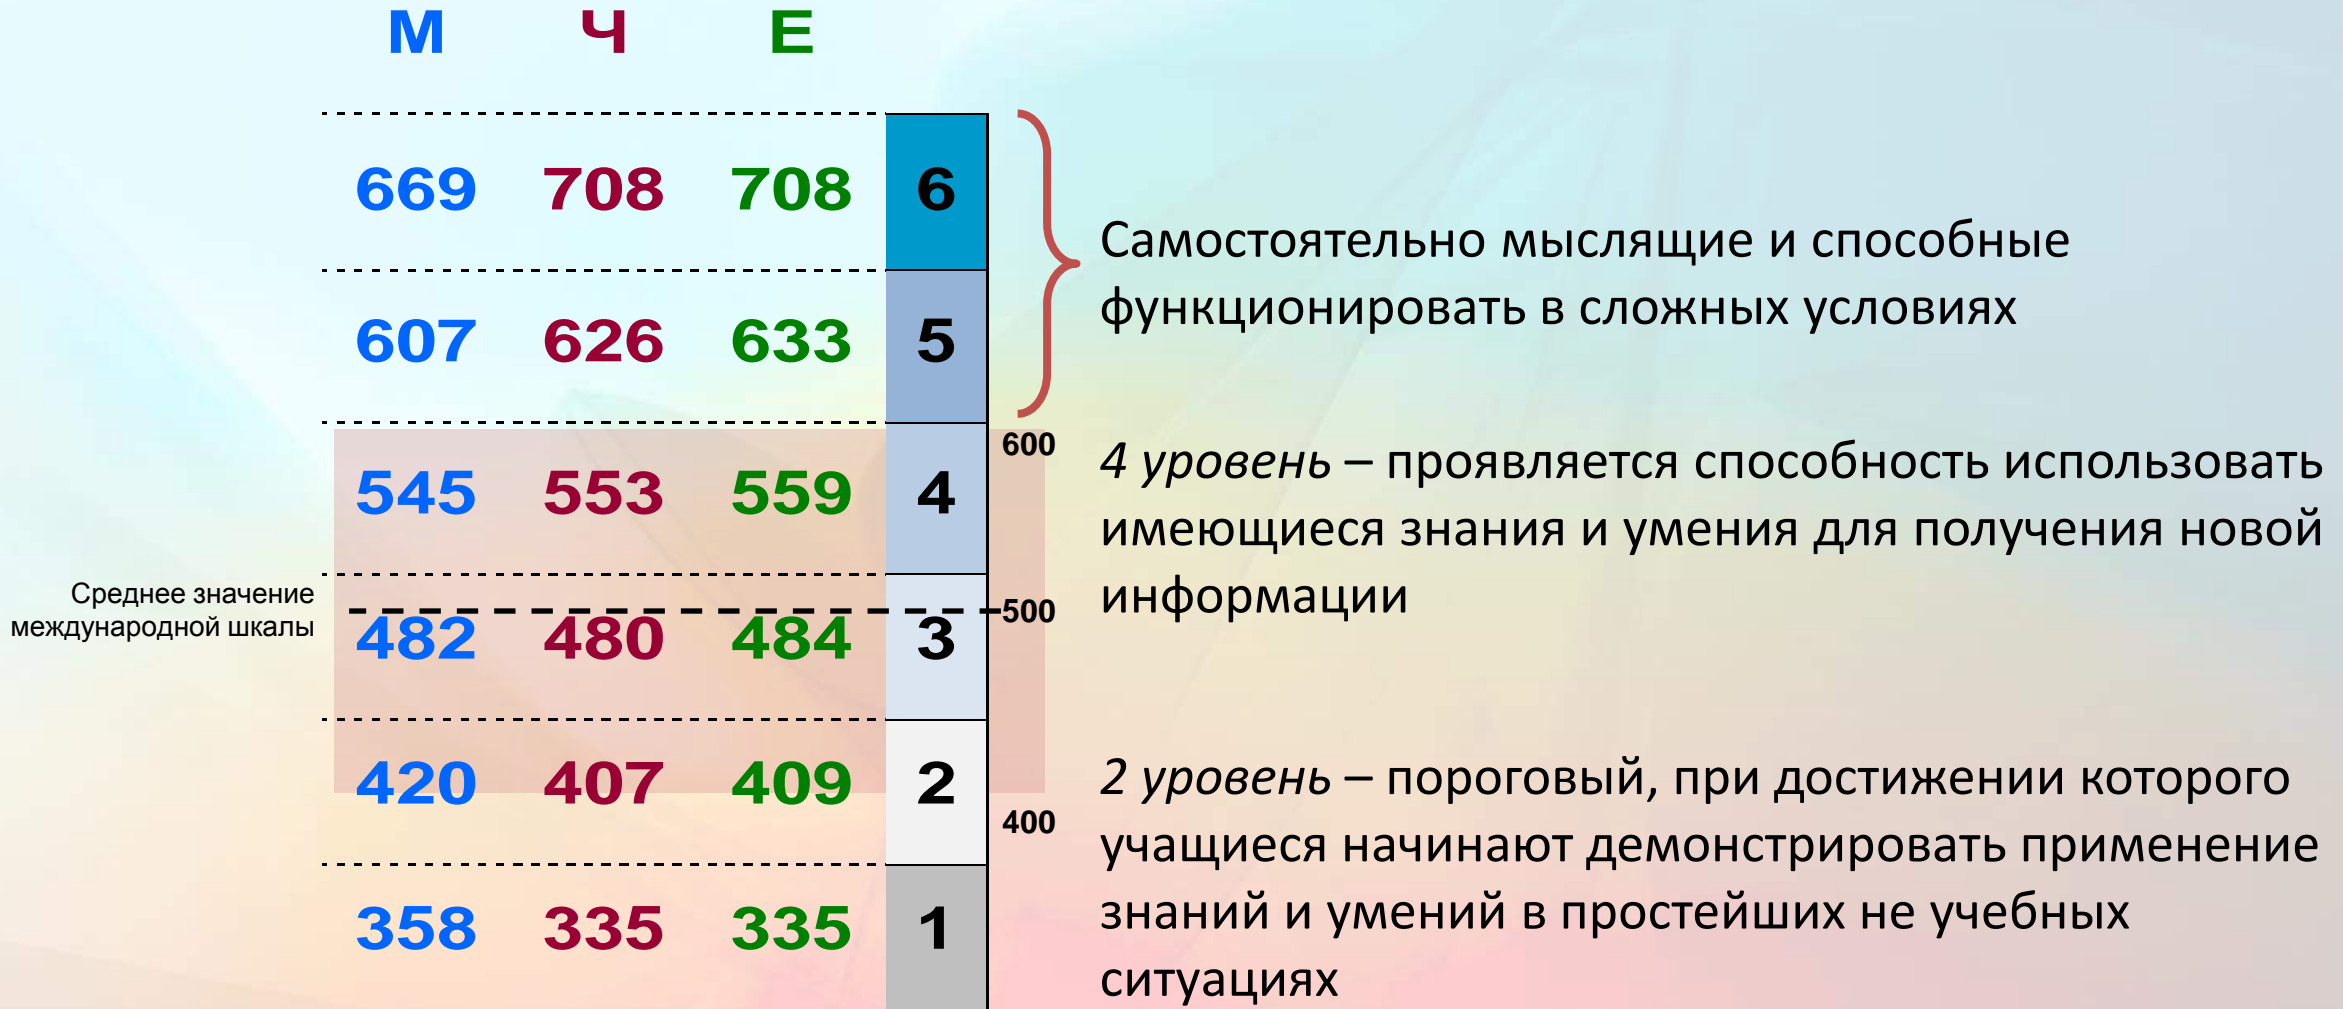 М Ч Е
669 708 708 6
Самостоятельно мыслящие и способные
функционировать в сложных условиях
607 626 633 5
600
4 уровень – проявляется способность использовать
имеющиеся знания и умения для получения новой
информации
545 553 559 4
Среднее значение
международной шкалы
500
482 480 484 3
2 уровень – пороговый, при достижении которого
учащиеся начинают демонстрировать применение
знаний и умений в простейших не учебных
ситуациях
420 407 409 2
400
358 335 335 1